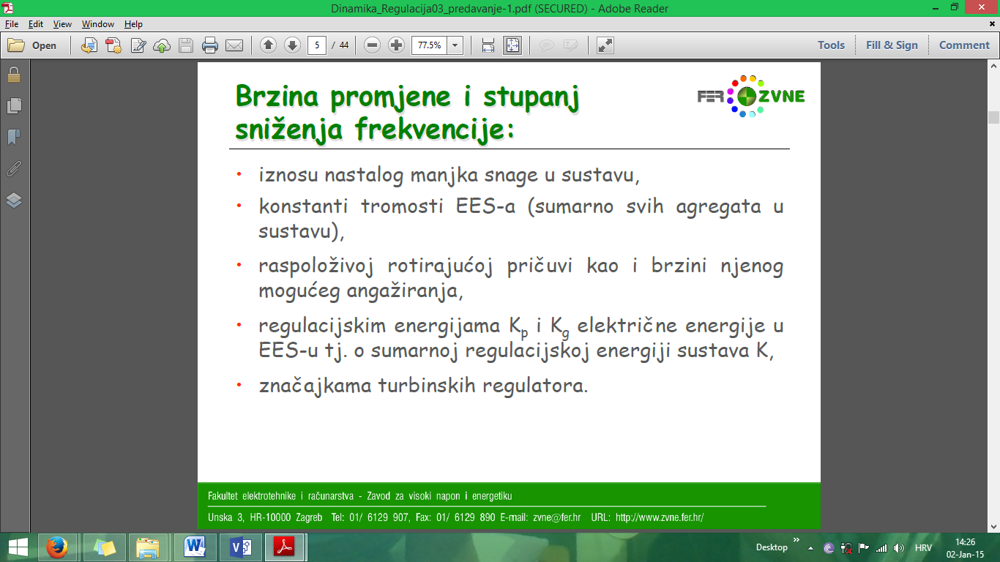 Dinamika_Regulacija03_predavanje-1.pdf (SECURED) - Adobe Reader
File Edit View Window Help
Open 5 / 44 77.5% Tools Fill & Sign Comment
Brzina promjene i stupanj
sniženja frekvencije:
FER ZVNE
• iznosu nastalog manjka snage u sustavu,
• konstanti tromosti EES-a (sumarno svih agregata u
sustavu),
• raspoloživoj rotirajućoj pričuvi kao i brzini njenog
mogućeg angažiranja,
• regulacijskim energijama Kp i Kg električne energije u
EES-u tj. o sumarnoj regulacijskoj energiji sustava K,
• značajkama turbinskih regulatora.
Fakultet elektrotehnike i računarstva - Zavod za visoki napon i energetiku
Unska 3, HR-10000 Zagreb Tel: 01/ 6129 907, Fax: 01/ 6129 890 E-mail: zvne@fer.hr URL: http://www.zvne.fer.hr/
Desktop » HRV 14:26
02-Jan-15